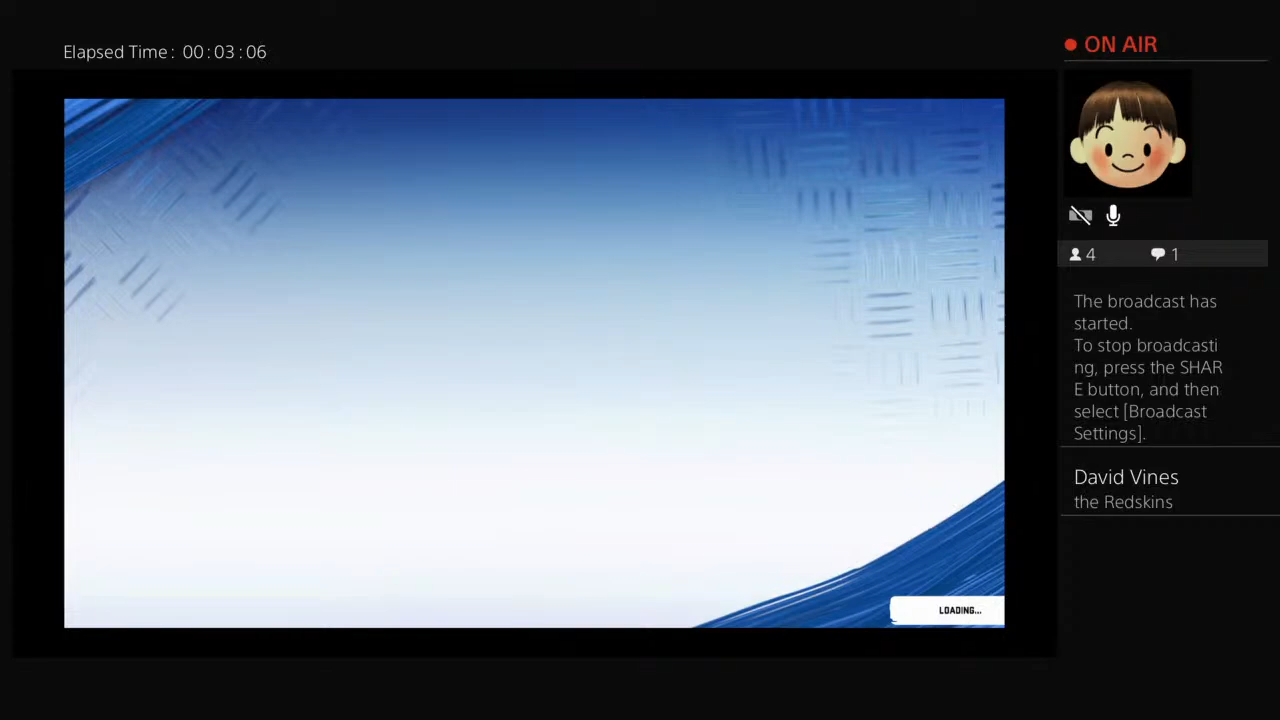 Elapsed Time: 00:03:06
ON AIR
4
1
The broadcast has
started.
To stop broadcasti
ng, press the SHAR
E button, and then
select [Broadcast
Settings].
David Vines
the Redskins
LOADING...